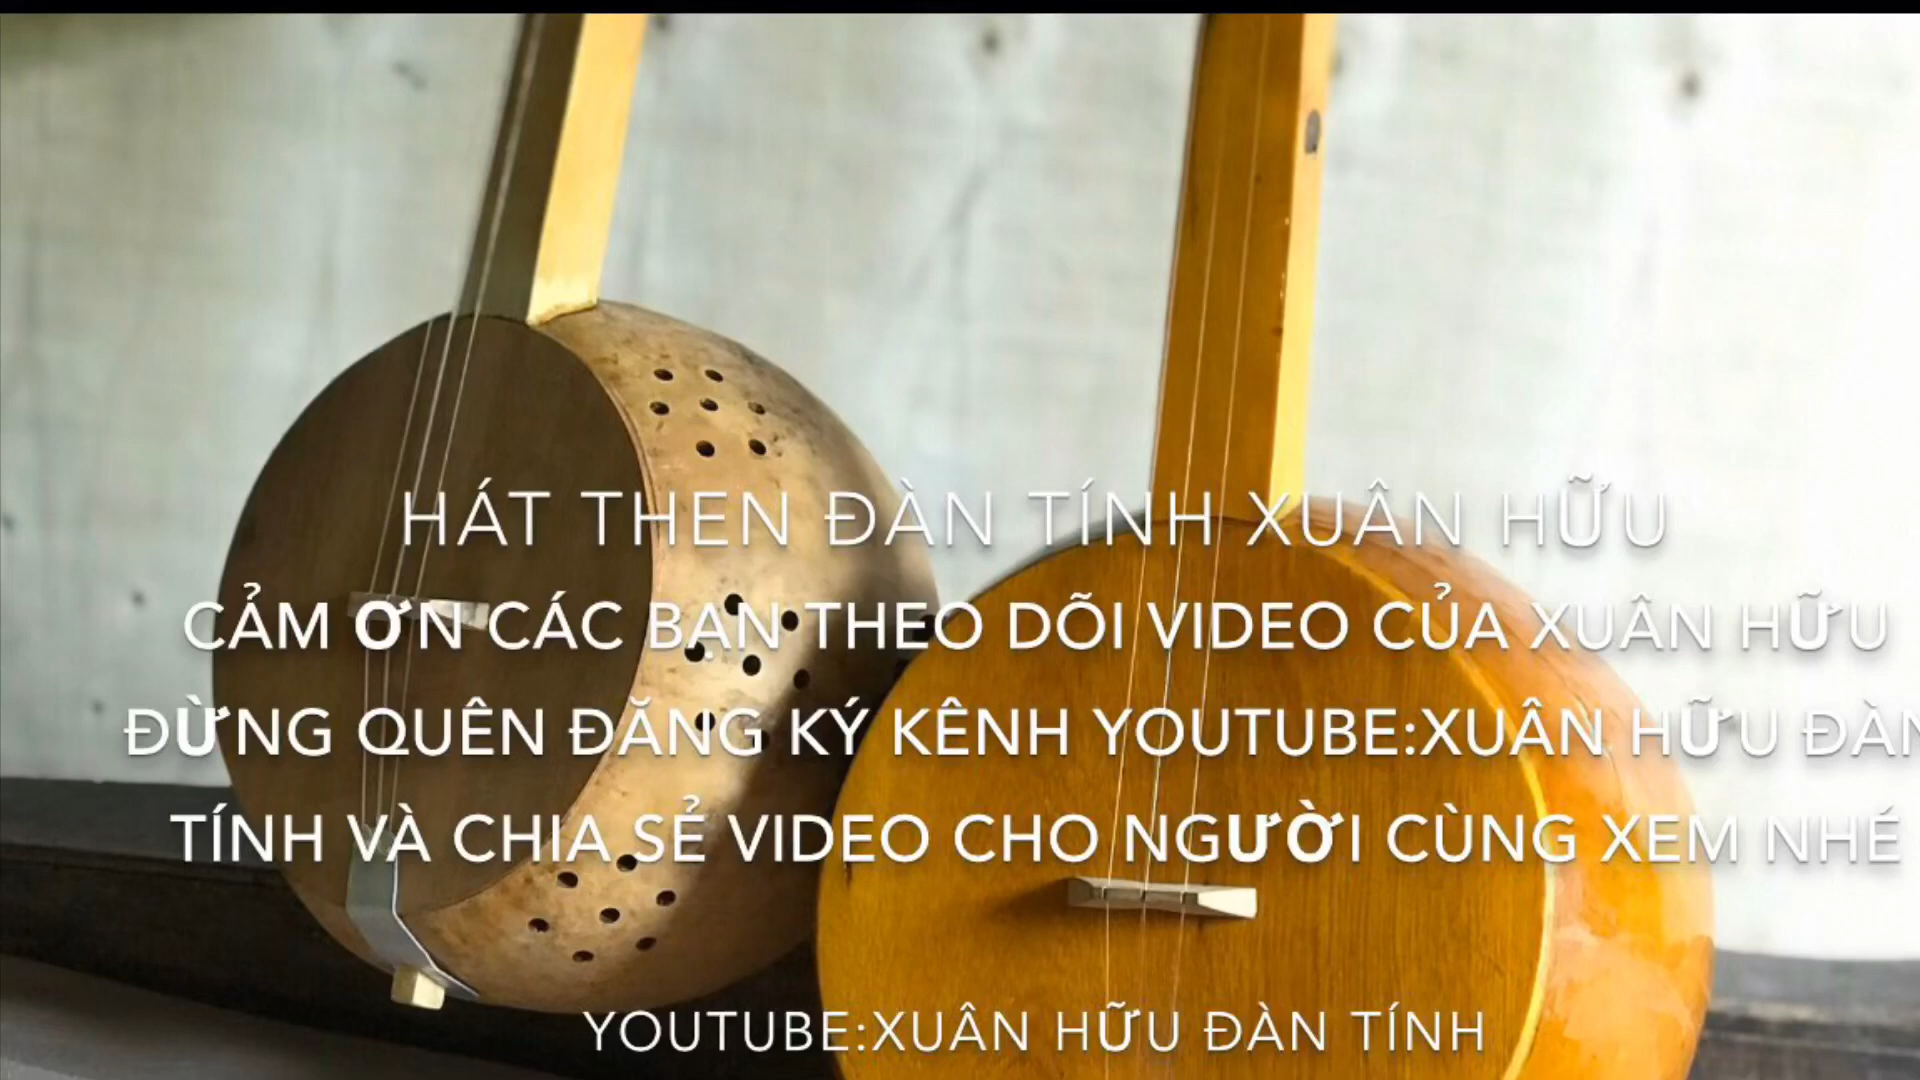 HÁT THEN ĐÀN TÍNH XUÂN HỮU
CẢM ƠN CÁC BẠN THEO DÕI VIDEO CỦA XUÂN HỮU
ĐỪNG QUÊN ĐĂNG KÝ KÊNH YOUTUBE:XUÂN HỮU ĐÀN
TÍNH VÀ CHIA SẺ VIDEO CHO NGƯỜI CÙNG XEM NHÉ
YOUTUBE:XUÂN HỮU ĐÀN TÍNH